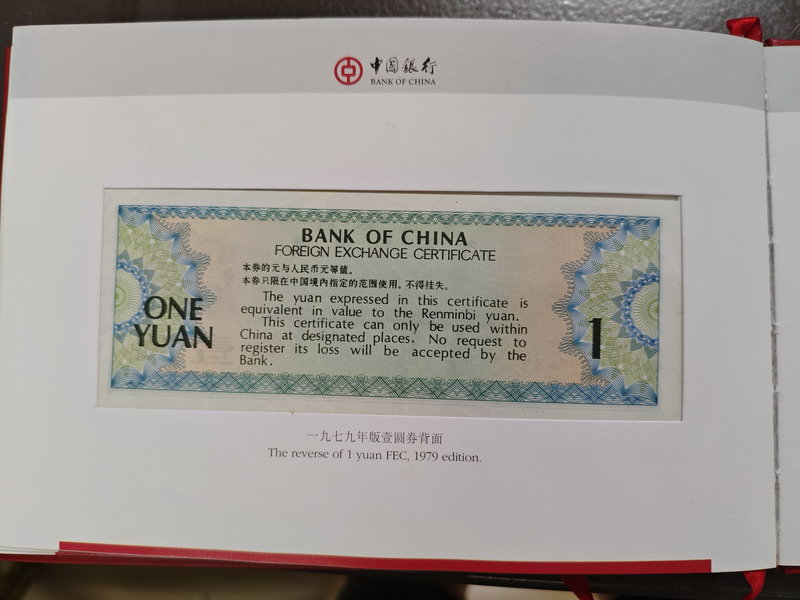 中国银行
BANK OF CHINA
BANK OF CHINA
FOREIGN EXCHANGE CERTIFICATE
本券的元与人民币元等值。
本券只限在中国境内指定的范围使用。不得挂失。
The yuan expressed in this certificate is
equivalent in value to the Renminbi yuan.
This certificate can only be used within
China at designated places. No request to
register its loss will be accepted by the
Bank.
ONE
YUAN
1
一九七九年版壹圆券背面
The reverse of 1 yuan FEC, 1979 edition.